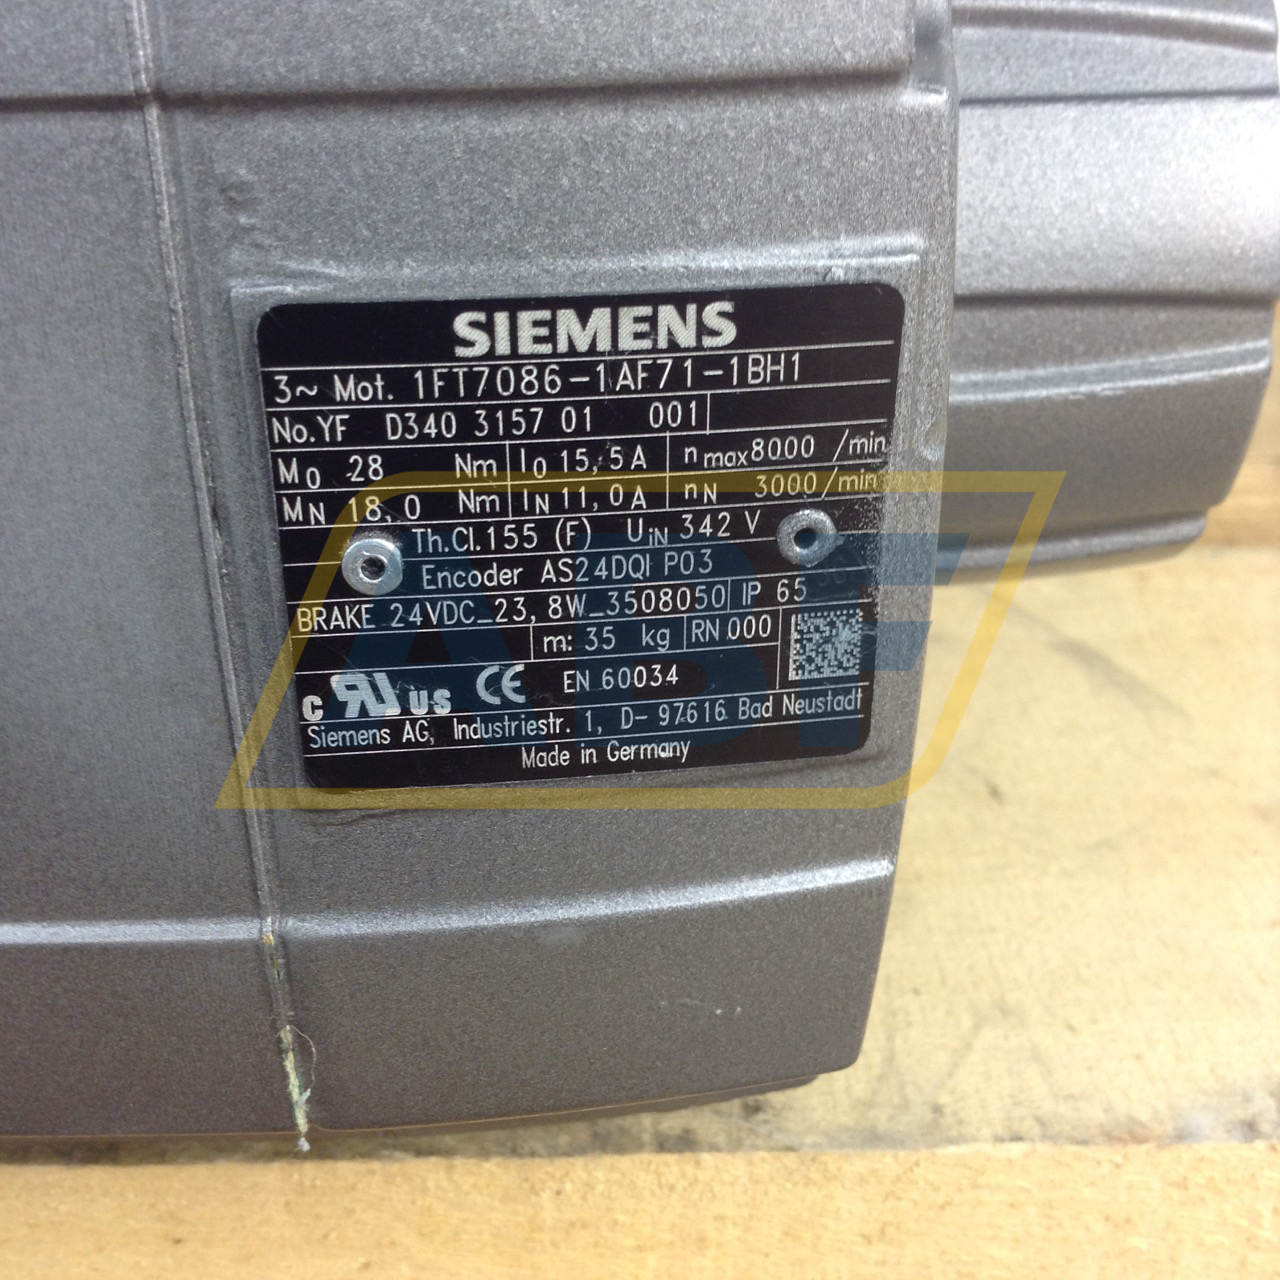 SIEMENS
3~ Mot. 1FT7086-1AF71-1BH1
No.YF D340 3157 01 001
M0 28 Nm I0 15,5A nmax8000 /min
MN 18,0 Nm IN 11,0A nN 3000/min
Th.Cl.155 (F) UiN 342 V
Encoder AS24DQI P03
BRAKE 24VDC_23,8W_3508050 IP 65
m: 35 kg RN 000
c RU US CE EN 60034
Siemens AG, Industriestr. 1, D-97616 Bad Neustadt
Made in Germany
ABF